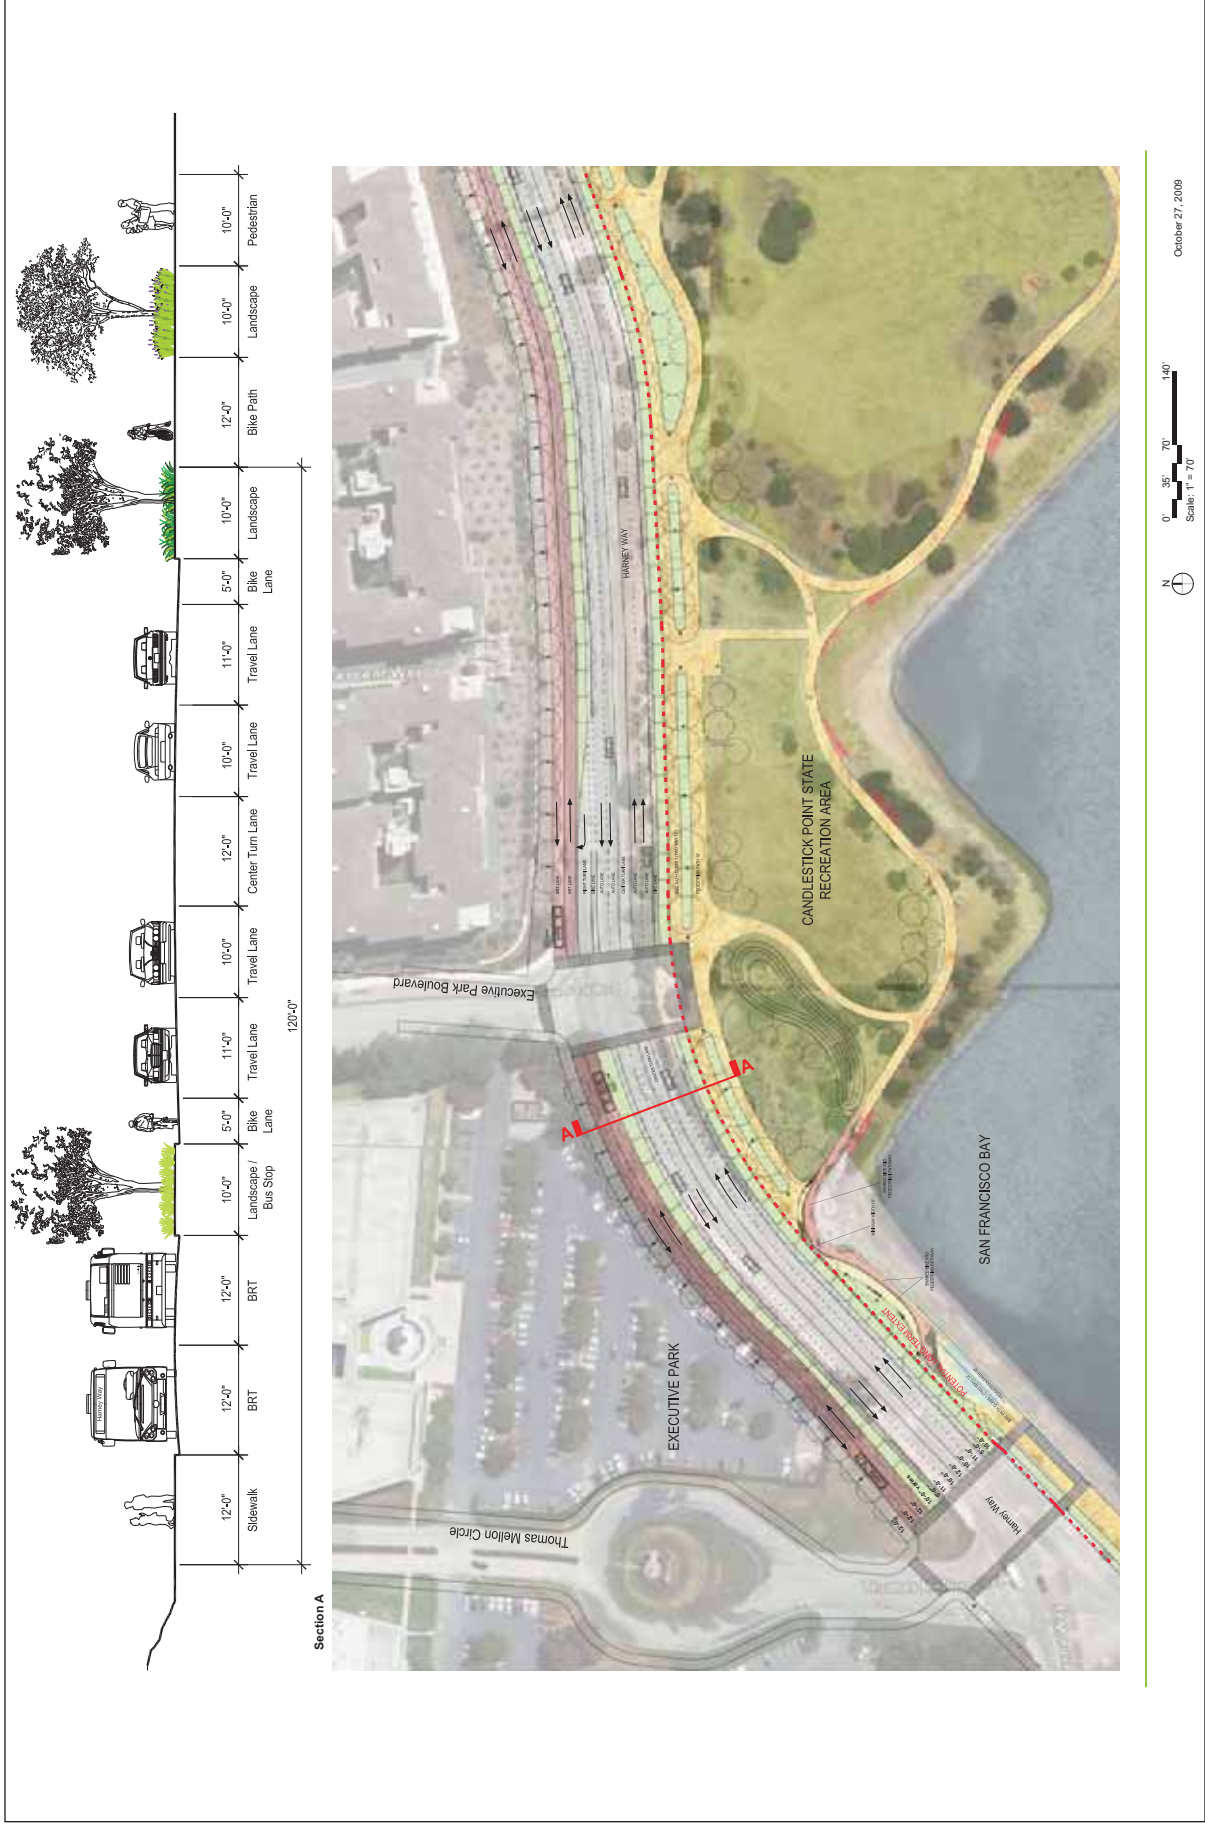 Harney Way
12'-0"
12'-0"
12'-0"
10'-0"
5'-0"
11'-0"
10'-0"
12'-0"
10'-0"
11'-0"
5'-0"
10'-0"
12'-0"
10'-0"
10'-0"
Sidewalk
BRT
BRT
Landscape /
Bus Stop
Bike
Lane
Travel Lane
Travel Lane
Center Turn Lane
Travel Lane
Travel Lane
Bike
Lane
Landscape
Bike Path
Landscape
Pedestrian
120'-0"
Section A
Thomas Mellon Circle
Executive Park Boulevard
EXECUTIVE PARK
A
A
HARNEY WAY
CANDLESTICK POINT STATE
RECREATION AREA
POTENTIAL LONG TERM EXTENT
SAN FRANCISCO BAY
Harney Way
N
0'
35'
70'
140'
Scale: 1" = 70'
October 27, 2009